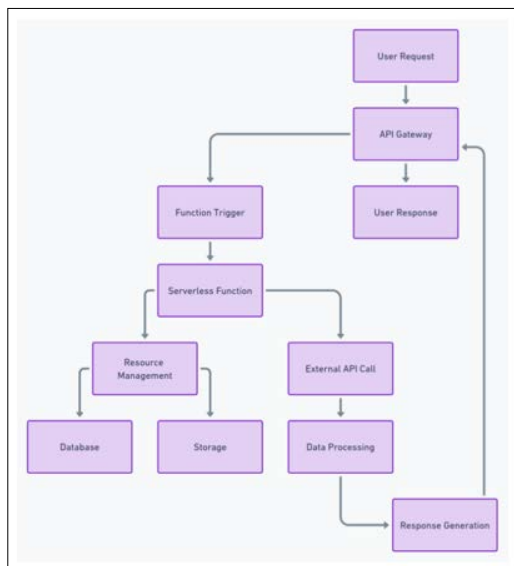 User Request
API Gateway
Function Trigger
User Response
Serverless Function
Resource
Management
External API Call
Database
Storage
Data Processing
Response Generation